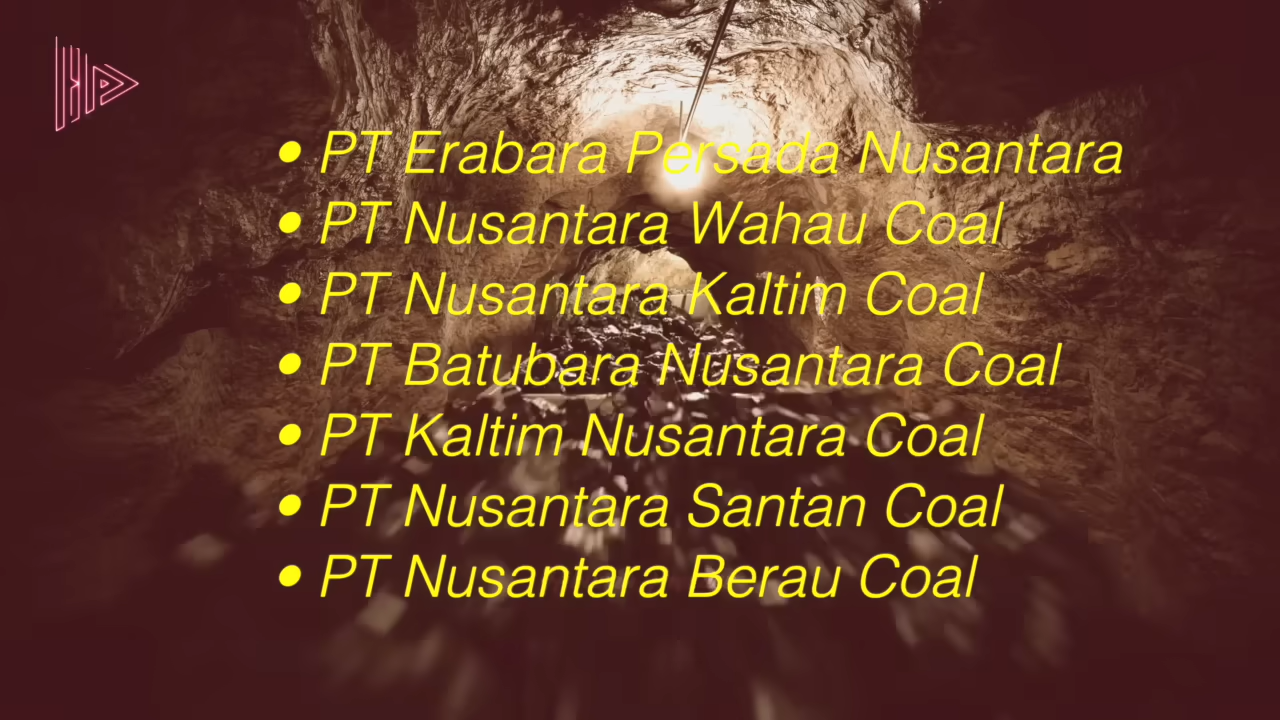 • PT Erabara Persada Nusantara
• PT Nusantara Wahau Coal
• PT Nusantara Kaltim Coal
• PT Batubara Nusantara Coal
• PT Kaltim Nusantara Coal
• PT Nusantara Santan Coal
• PT Nusantara Berau Coal